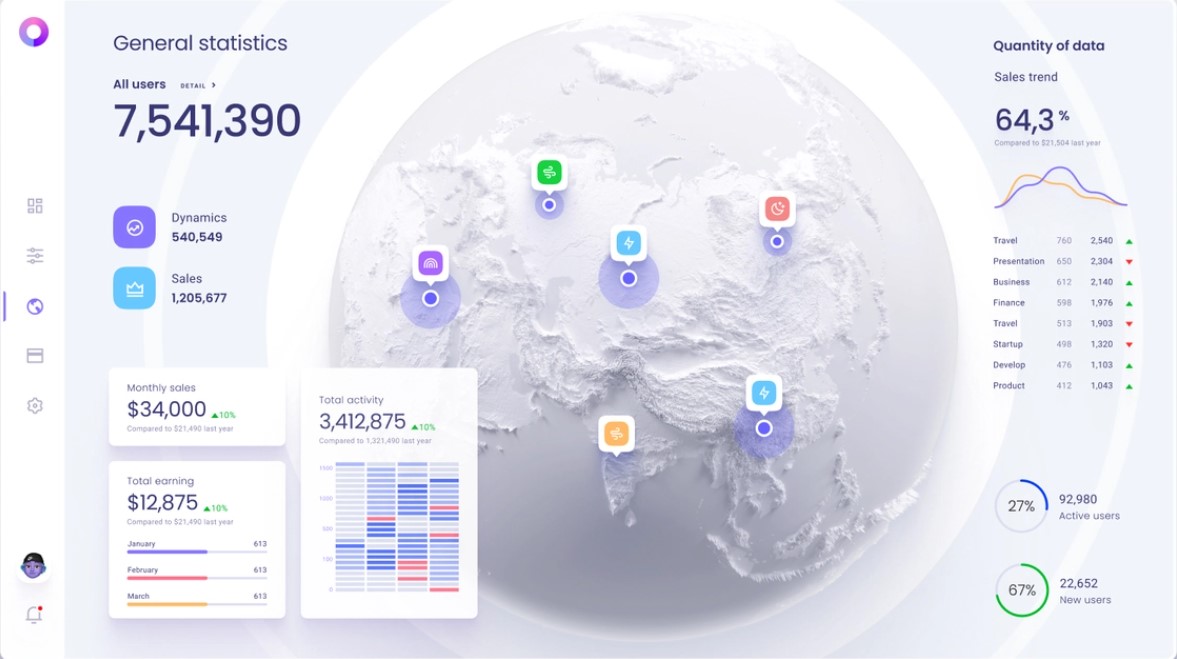 General statistics
All users DETAIL >
7,541,390
Dynamics
540,549
Sales
1,205,677
Monthly sales
$34,000 10%
Compared to $21,490 last year
Total earning
$12,875 10%
Compared to $21,490 last year
January 613
February 613
March 613
Total activity
3,412,875 10%
Compared to 1,321,490 last year
1000
500
100
0
Quantity of data
Sales trend
64,3 %
Compared to $21,504 last year
Travel 760 2,540
Presentation 650 2,304
Business 612 2,140
Finance 598 1,976
Travel 513 1,903
Startup 498 1,320
Develop 476 1,103
Product 412 1,043
27% 92,980
Active users
67% 22,652
New users